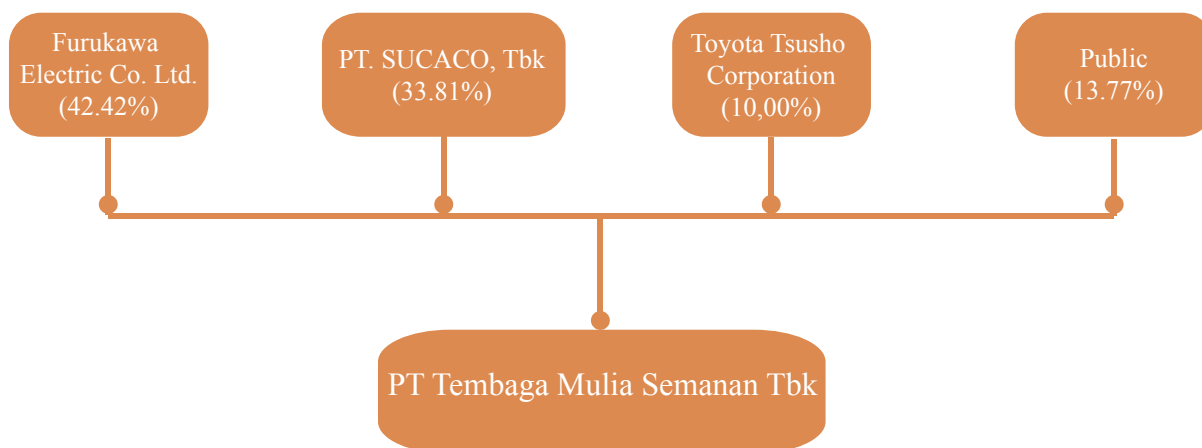 Furukawa
Electric Co. Ltd.
(42.42%)
PT. SUCACO, Tbk
(33.81%)
Toyota Tsusho
Corporation
(10,00%)
Public
(13.77%)
PT Tembaga Mulia Semanan Tbk